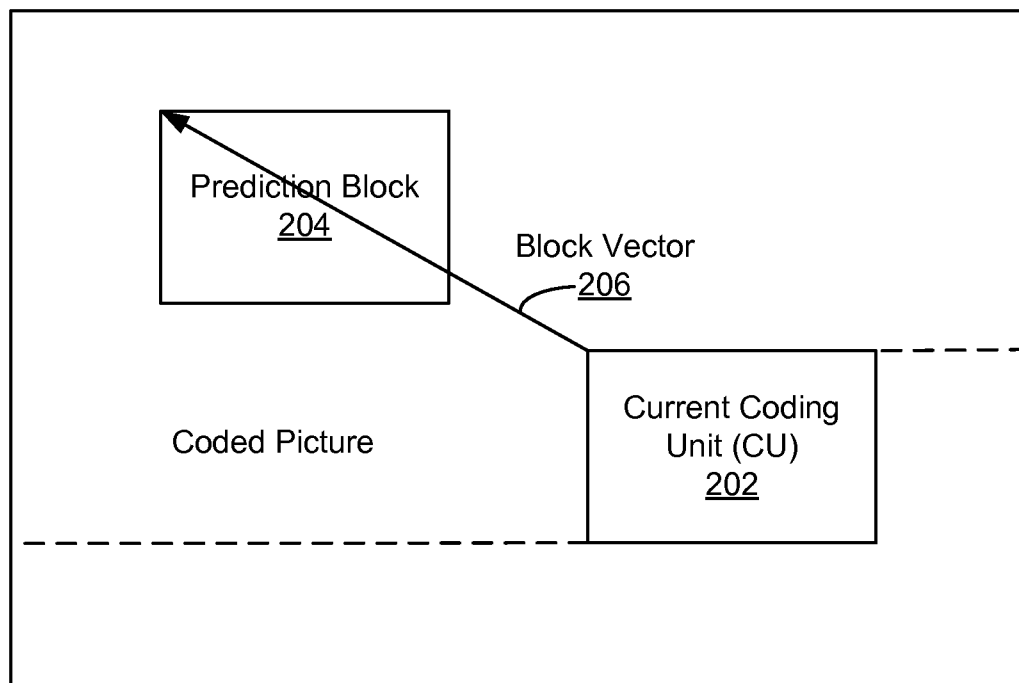 Prediction Block
204
Block Vector
206
Current Coding
Unit (CU)
202
Coded Picture